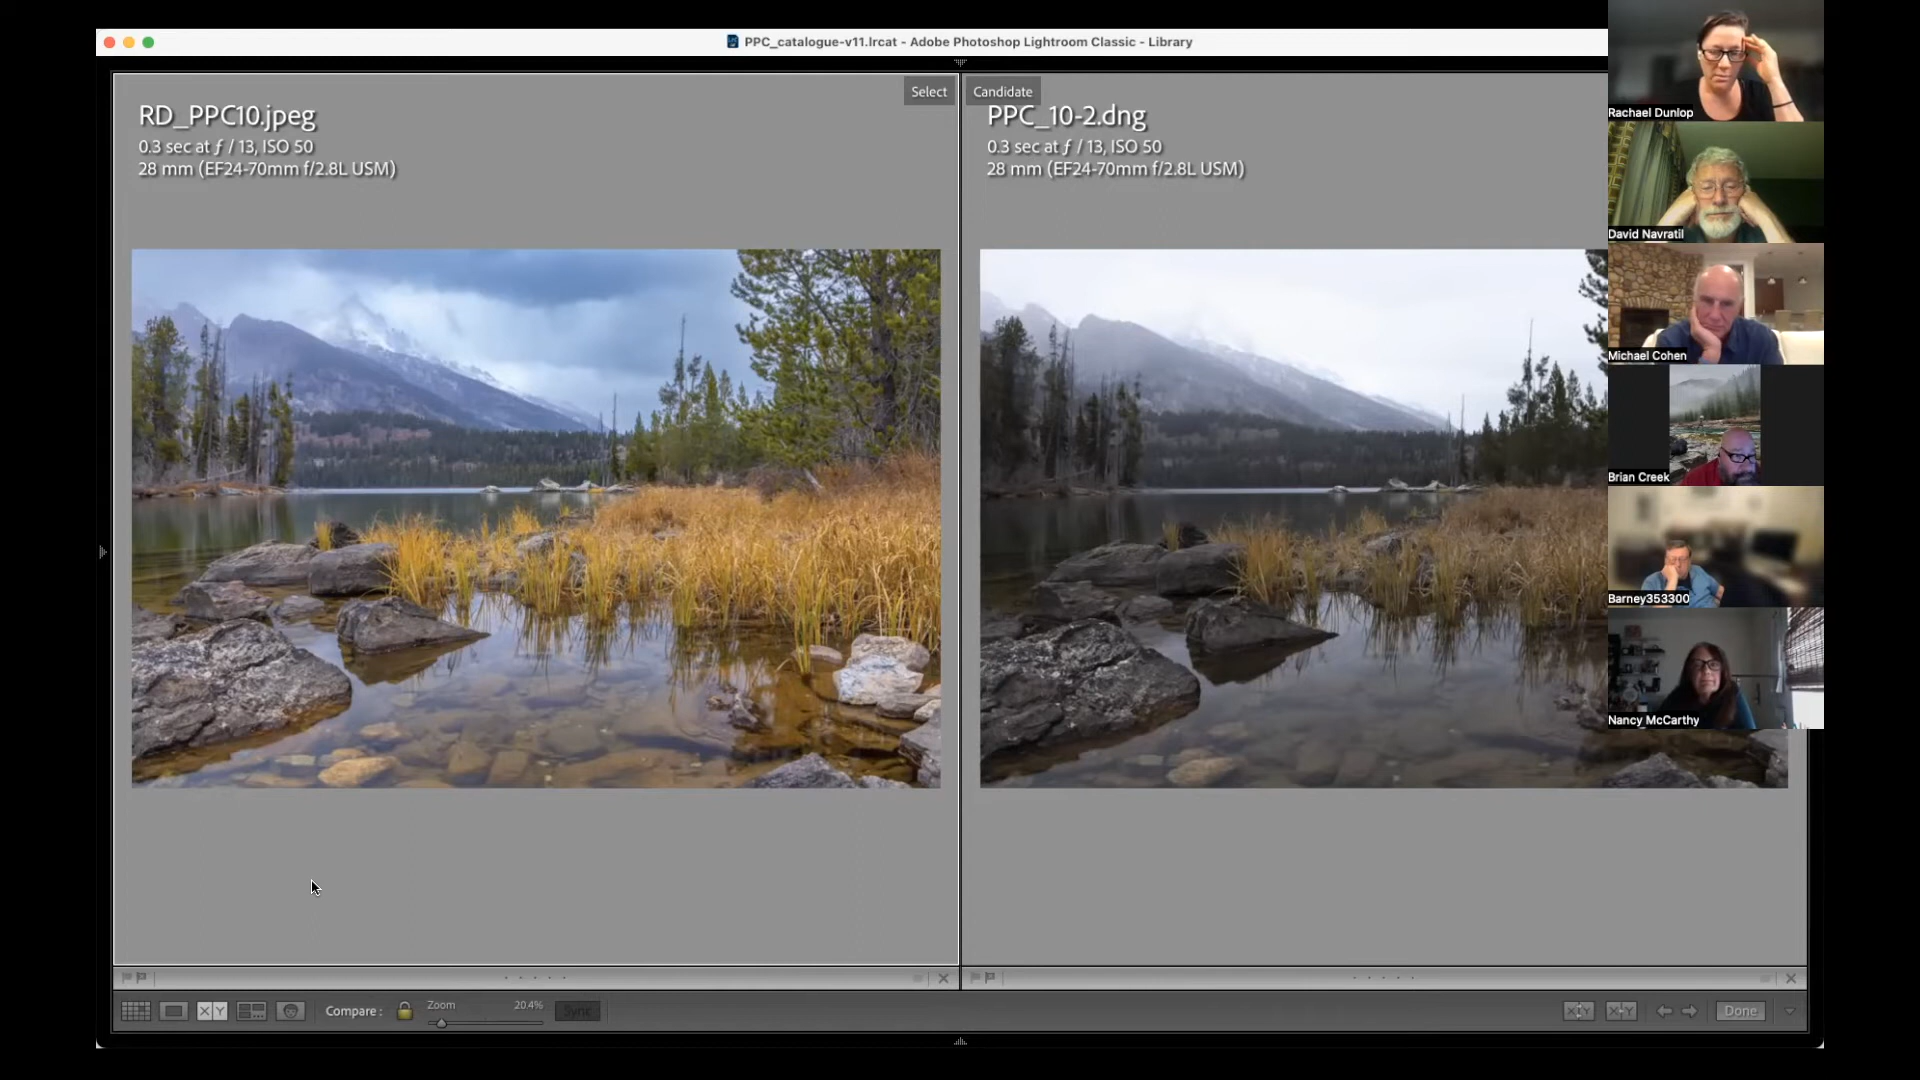 PPC_catalogue-v11.lrcat - Adobe Photoshop Lightroom Classic - Library
Select
RD_PPC10.jpeg
0.3 sec at ƒ / 13, ISO 50
28 mm (EF24-70mm f/2.8L USM)
Candidate
PPC_10-2.dng
0.3 sec at ƒ / 13, ISO 50
28 mm (EF24-70mm f/2.8L USM)
Rachael Dunlop
David Navratil
Michael Cohen
Brian Creek
Barney353300
Nancy McCarthy
XY
Compare :
Zoom
20.4%
Sync
Done